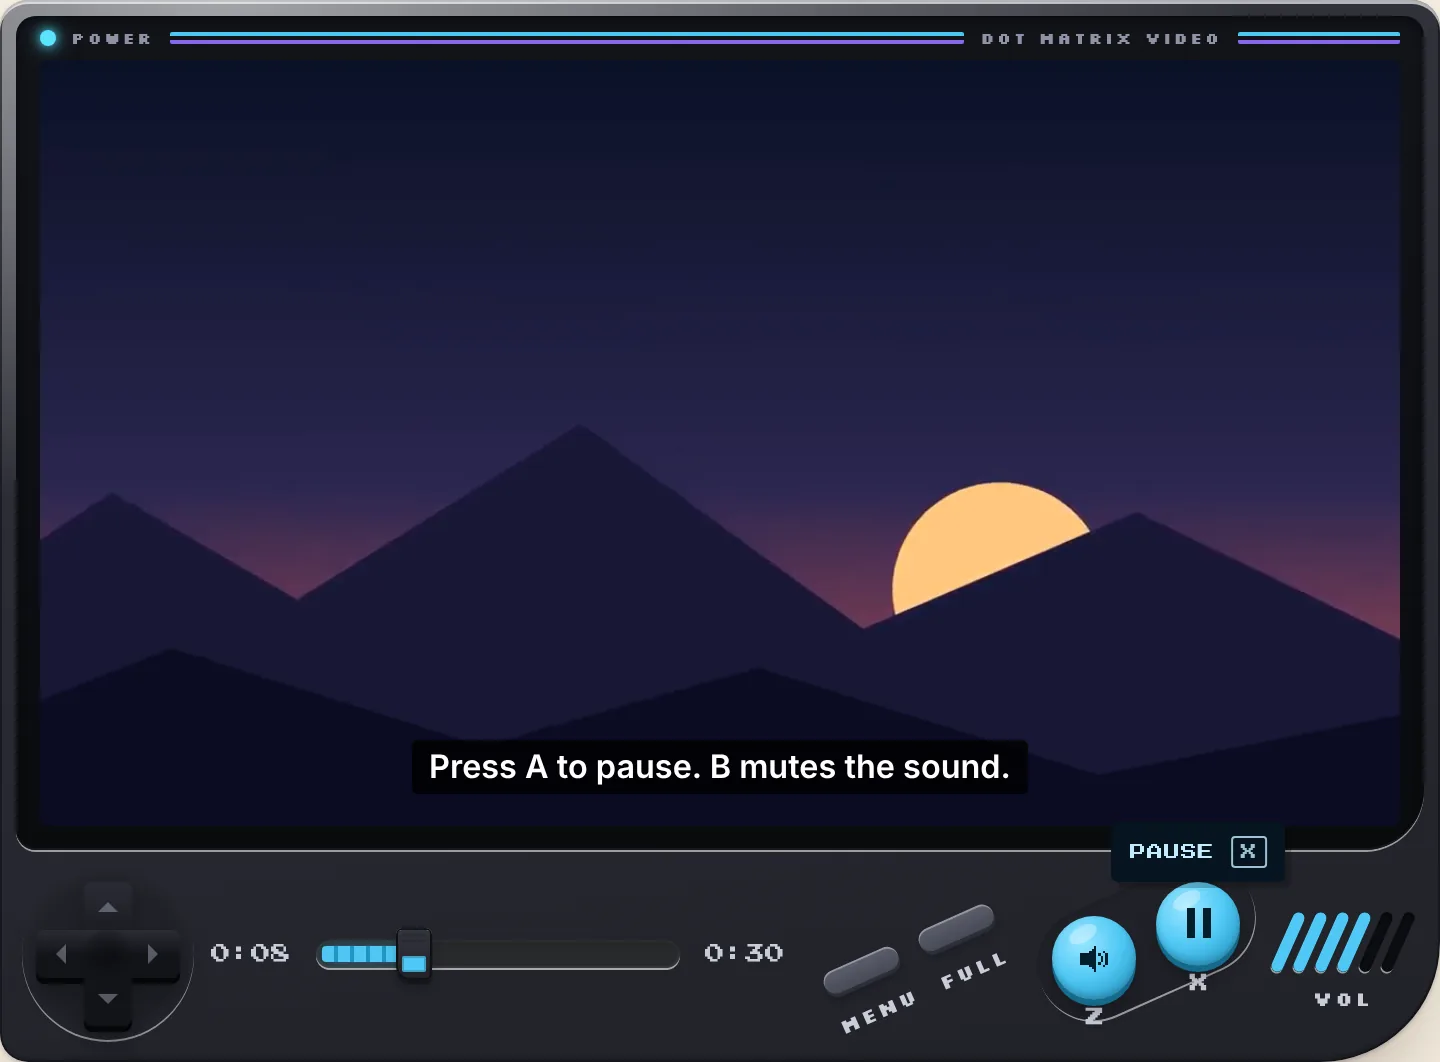 POWER
DOT MATRIX VIDEO
Press A to pause. B mutes the sound.
PAUSE X
0:08
0:30
MENU
FULL
Z
X
VOL